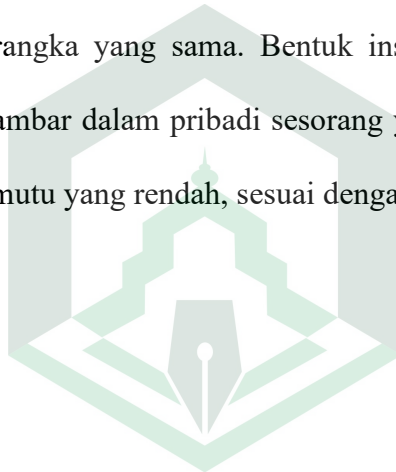 rangka yang sama. Bentuk ins
ambar dalam pribadi sesorang y
mutu yang rendah, sesuai denga